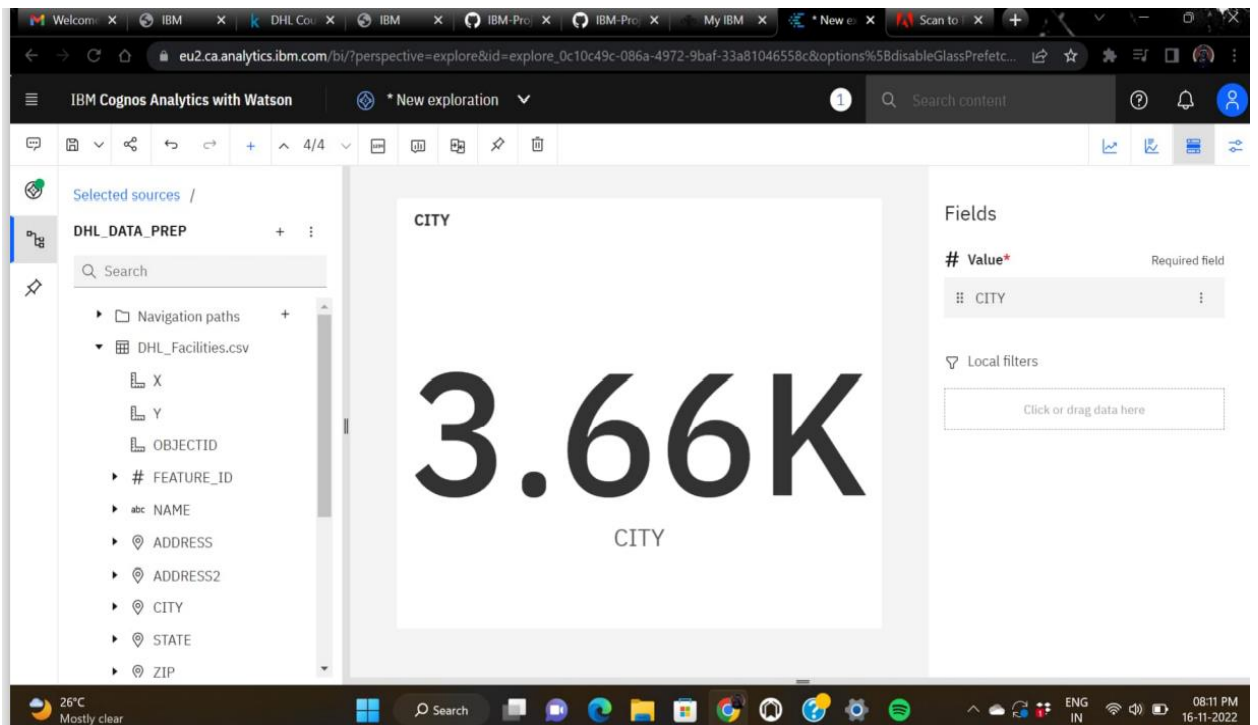 Welcome
IBM
DHL Cou
IBM
IBM-Proj
IBM-Proj
My IBM
* New ex
Scan to
eu2.ca.analytics.ibm.com/bi/?perspective=explore&id=explore_0c10c49c-086a-4972-9baf-33a81046558c&options%5BdisableGlassPrefetc...
IBM Cognos Analytics with Watson
* New exploration
1
Search content
4/4
Selected sources /
DHL_DATA_PREP
Search
Navigation paths
DHL_Facilities.csv
X
Y
OBJECTID
# FEATURE_ID
abc NAME
ADDRESS
ADDRESS2
CITY
STATE
ZIP
CITY
3.66K
CITY
Fields
# Value*
Required field
CITY
Local filters
Click or drag data here
26°C
Mostly clear
Search
ENG
IN
08:11 PM
16-11-2022